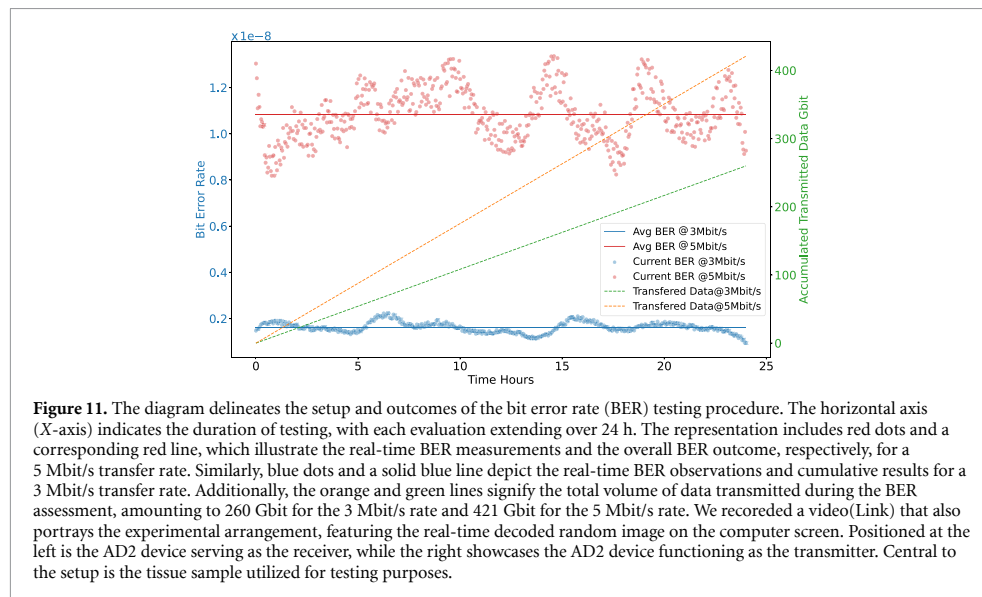 x1e−8
1.2
1.0
0.8
0.6
0.4
0.2
Bit Error Rate
400
300
200
100
0
Accumulated Transmitted Data Gbit
Avg BER @3Mbit/s
Avg BER @5Mbit/s
Current BER @3Mbit/s
Current BER @5Mbit/s
Transfered Data@3Mbit/s
Transfered Data@5Mbit/s
0 5 10 15 20 25
Time Hours
Figure 11. The diagram delineates the setup and outcomes of the bit error rate (BER) testing procedure. The horizontal axis
(X-axis) indicates the duration of testing, with each evaluation extending over 24 h. The representation includes red dots and a
corresponding red line, which illustrate the real-time BER measurements and the overall BER outcome, respectively, for a
5 Mbit/s transfer rate. Similarly, blue dots and a solid blue line depict the real-time BER observations and cumulative results for a
3 Mbit/s transfer rate. Additionally, the orange and green lines signify the total volume of data transmitted during the BER
assessment, amounting to 260 Gbit for the 3 Mbit/s rate and 421 Gbit for the 5 Mbit/s rate. We recoreded a video(Link) that also
portrays the experimental arrangement, featuring the real-time decoded random image on the computer screen. Positioned at the
left is the AD2 device serving as the receiver, while the right showcases the AD2 device functioning as the transmitter. Central to
the setup is the tissue sample utilized for testing purposes.